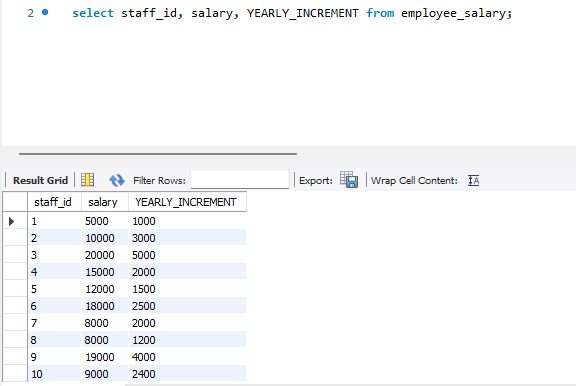 2 select staff_id, salary, YEARLY_INCREMENT from employee_salary;
Result Grid Filter Rows: Export: Wrap Cell Content:
staff_id salary YEARLY_INCREMENT
1 5000 1000
2 10000 3000
3 20000 5000
4 15000 2000
5 12000 1500
6 18000 2500
7 8000 2000
8 8000 1200
9 19000 4000
10 9000 2400